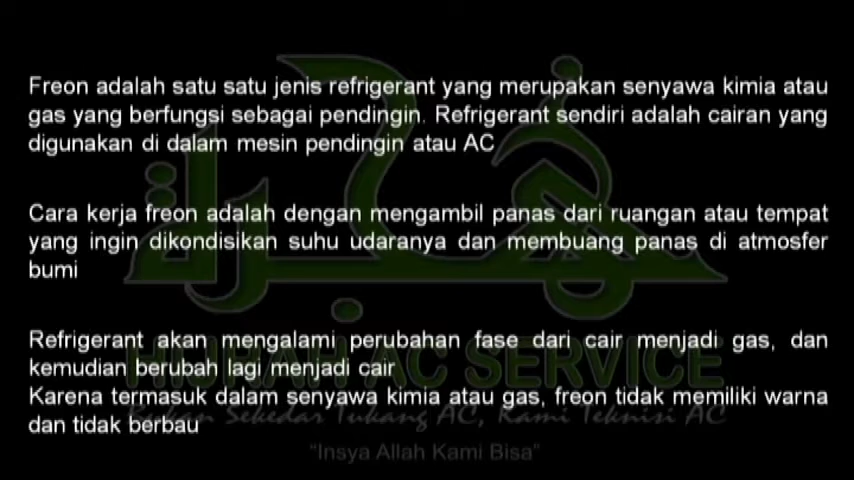 Freon adalah satu satu jenis refrigerant yang merupakan senyawa kimia atau
gas yang berfungsi sebagai pendingin. Refrigerant sendiri adalah cairan yang
digunakan di dalam mesin pendingin atau AC
Cara kerja freon adalah dengan mengambil panas dari ruangan atau tempat
yang ingin dikondisikan suhu udaranya dan membuang panas di atmosfer
bumi
Refrigerant akan mengalami perubahan fase dari cair menjadi gas, dan
HIJRAH AC SERVICE
kemudian berubah lagi menjadi cair
Karena termasuk dalam senyawa kimia atau gas, freon tidak memiliki warna
Bukan Sekedar Tukang AC, Kami Teknisi AC
dan tidak berbau
"Insya Allah Kami Bisa"